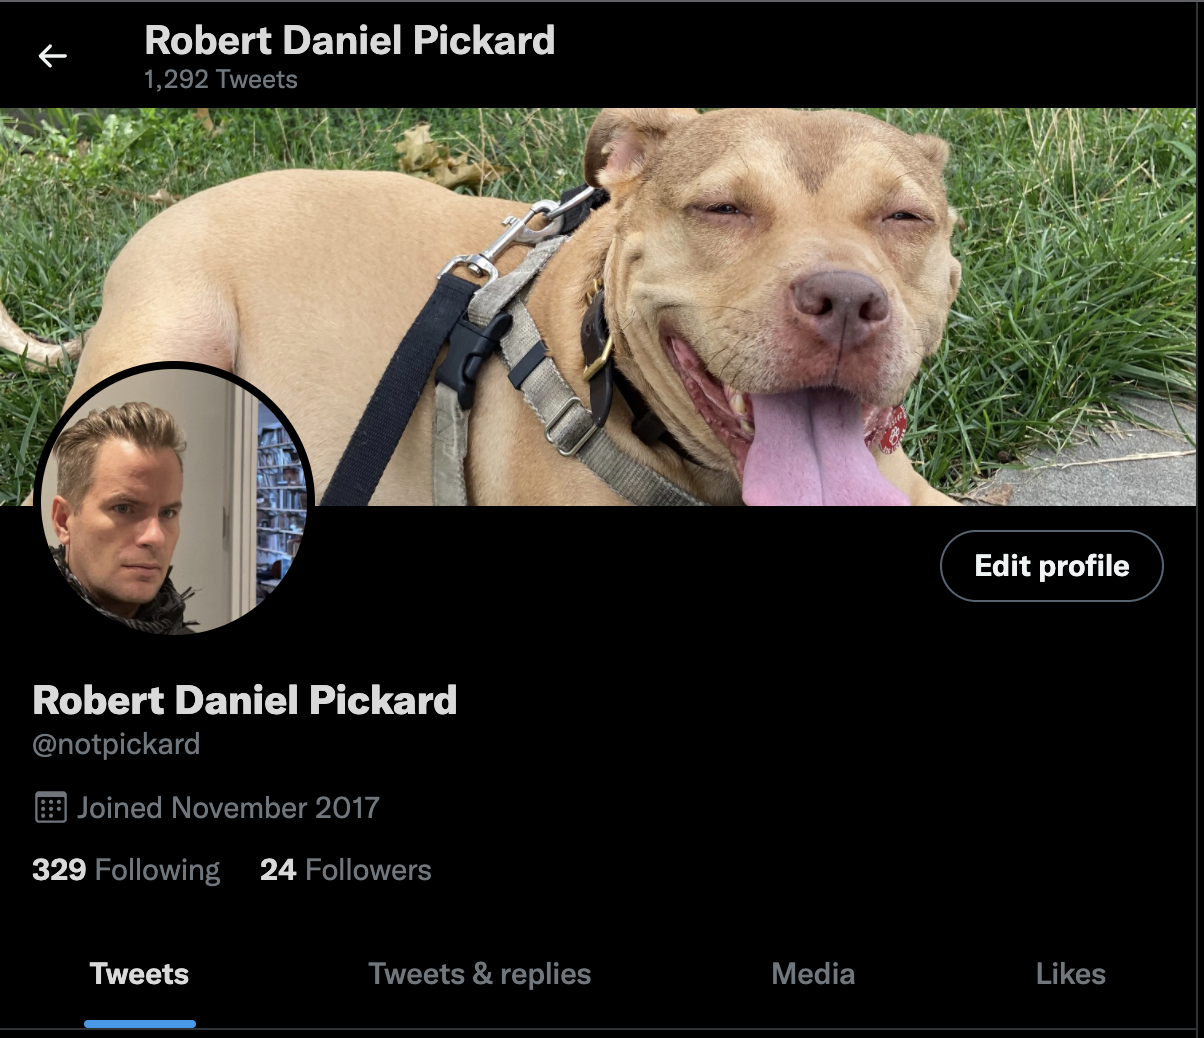 Robert Daniel Pickard
1,292 Tweets
Edit profile
Robert Daniel Pickard
@notpickard
Joined November 2017
329 Following 24 Followers
Tweets Tweets & replies Media Likes